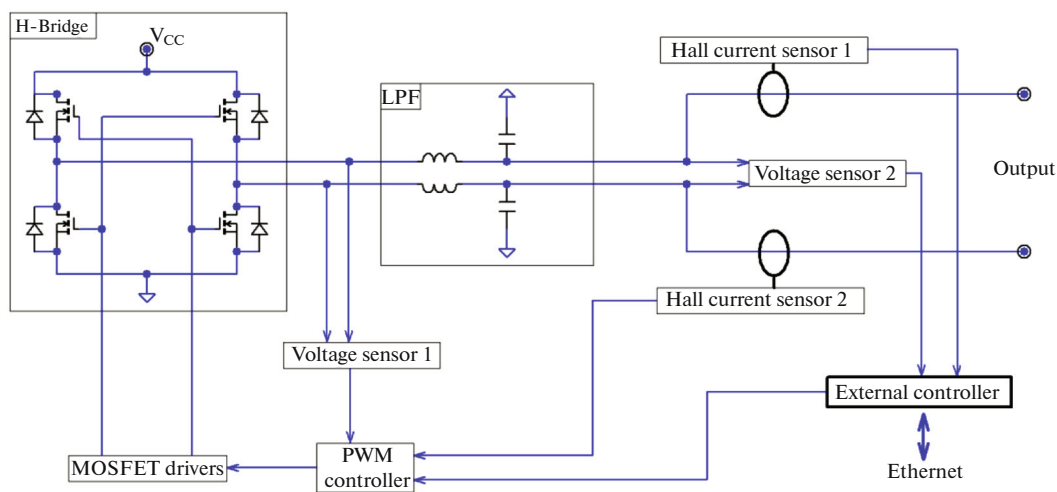 H-Bridge
V_CC
Hall current sensor 1
LPF
Voltage sensor 2
Output
Hall current sensor 2
Voltage sensor 1
External controller
PWM
controller
MOSFET drivers
Ethernet